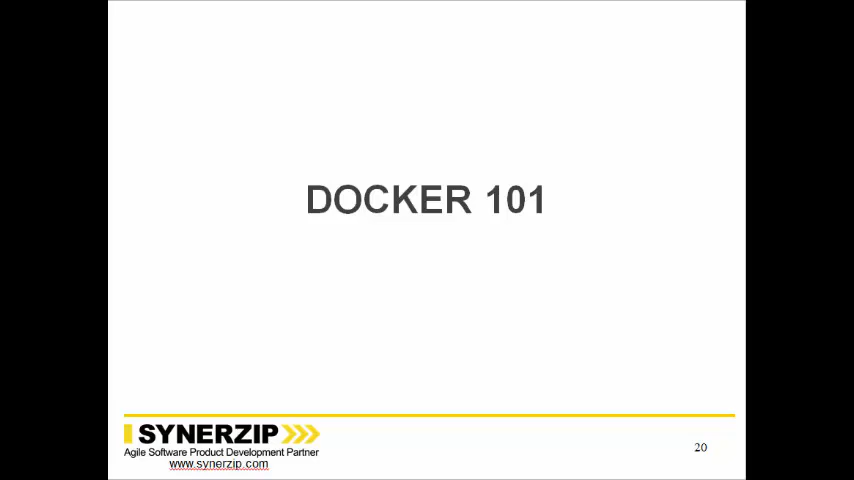 DOCKER 101
SYNERZIP
Agile Software Product Development Partner
www.synerzip.com
20